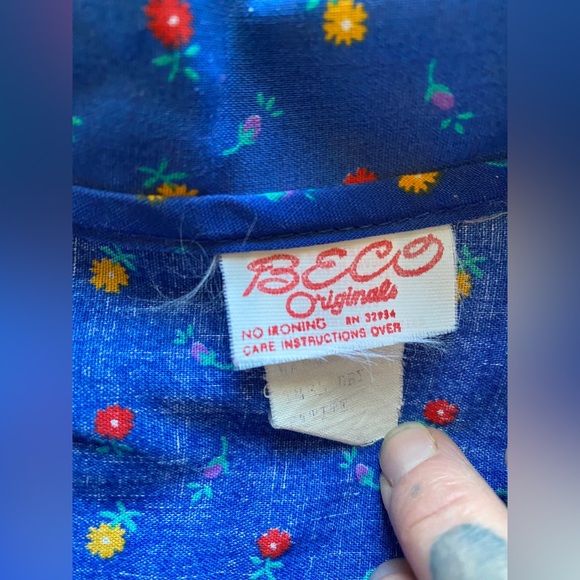 BECO
Originals
NO IRONING RN 32934
CARE INSTRUCTIONS OVER